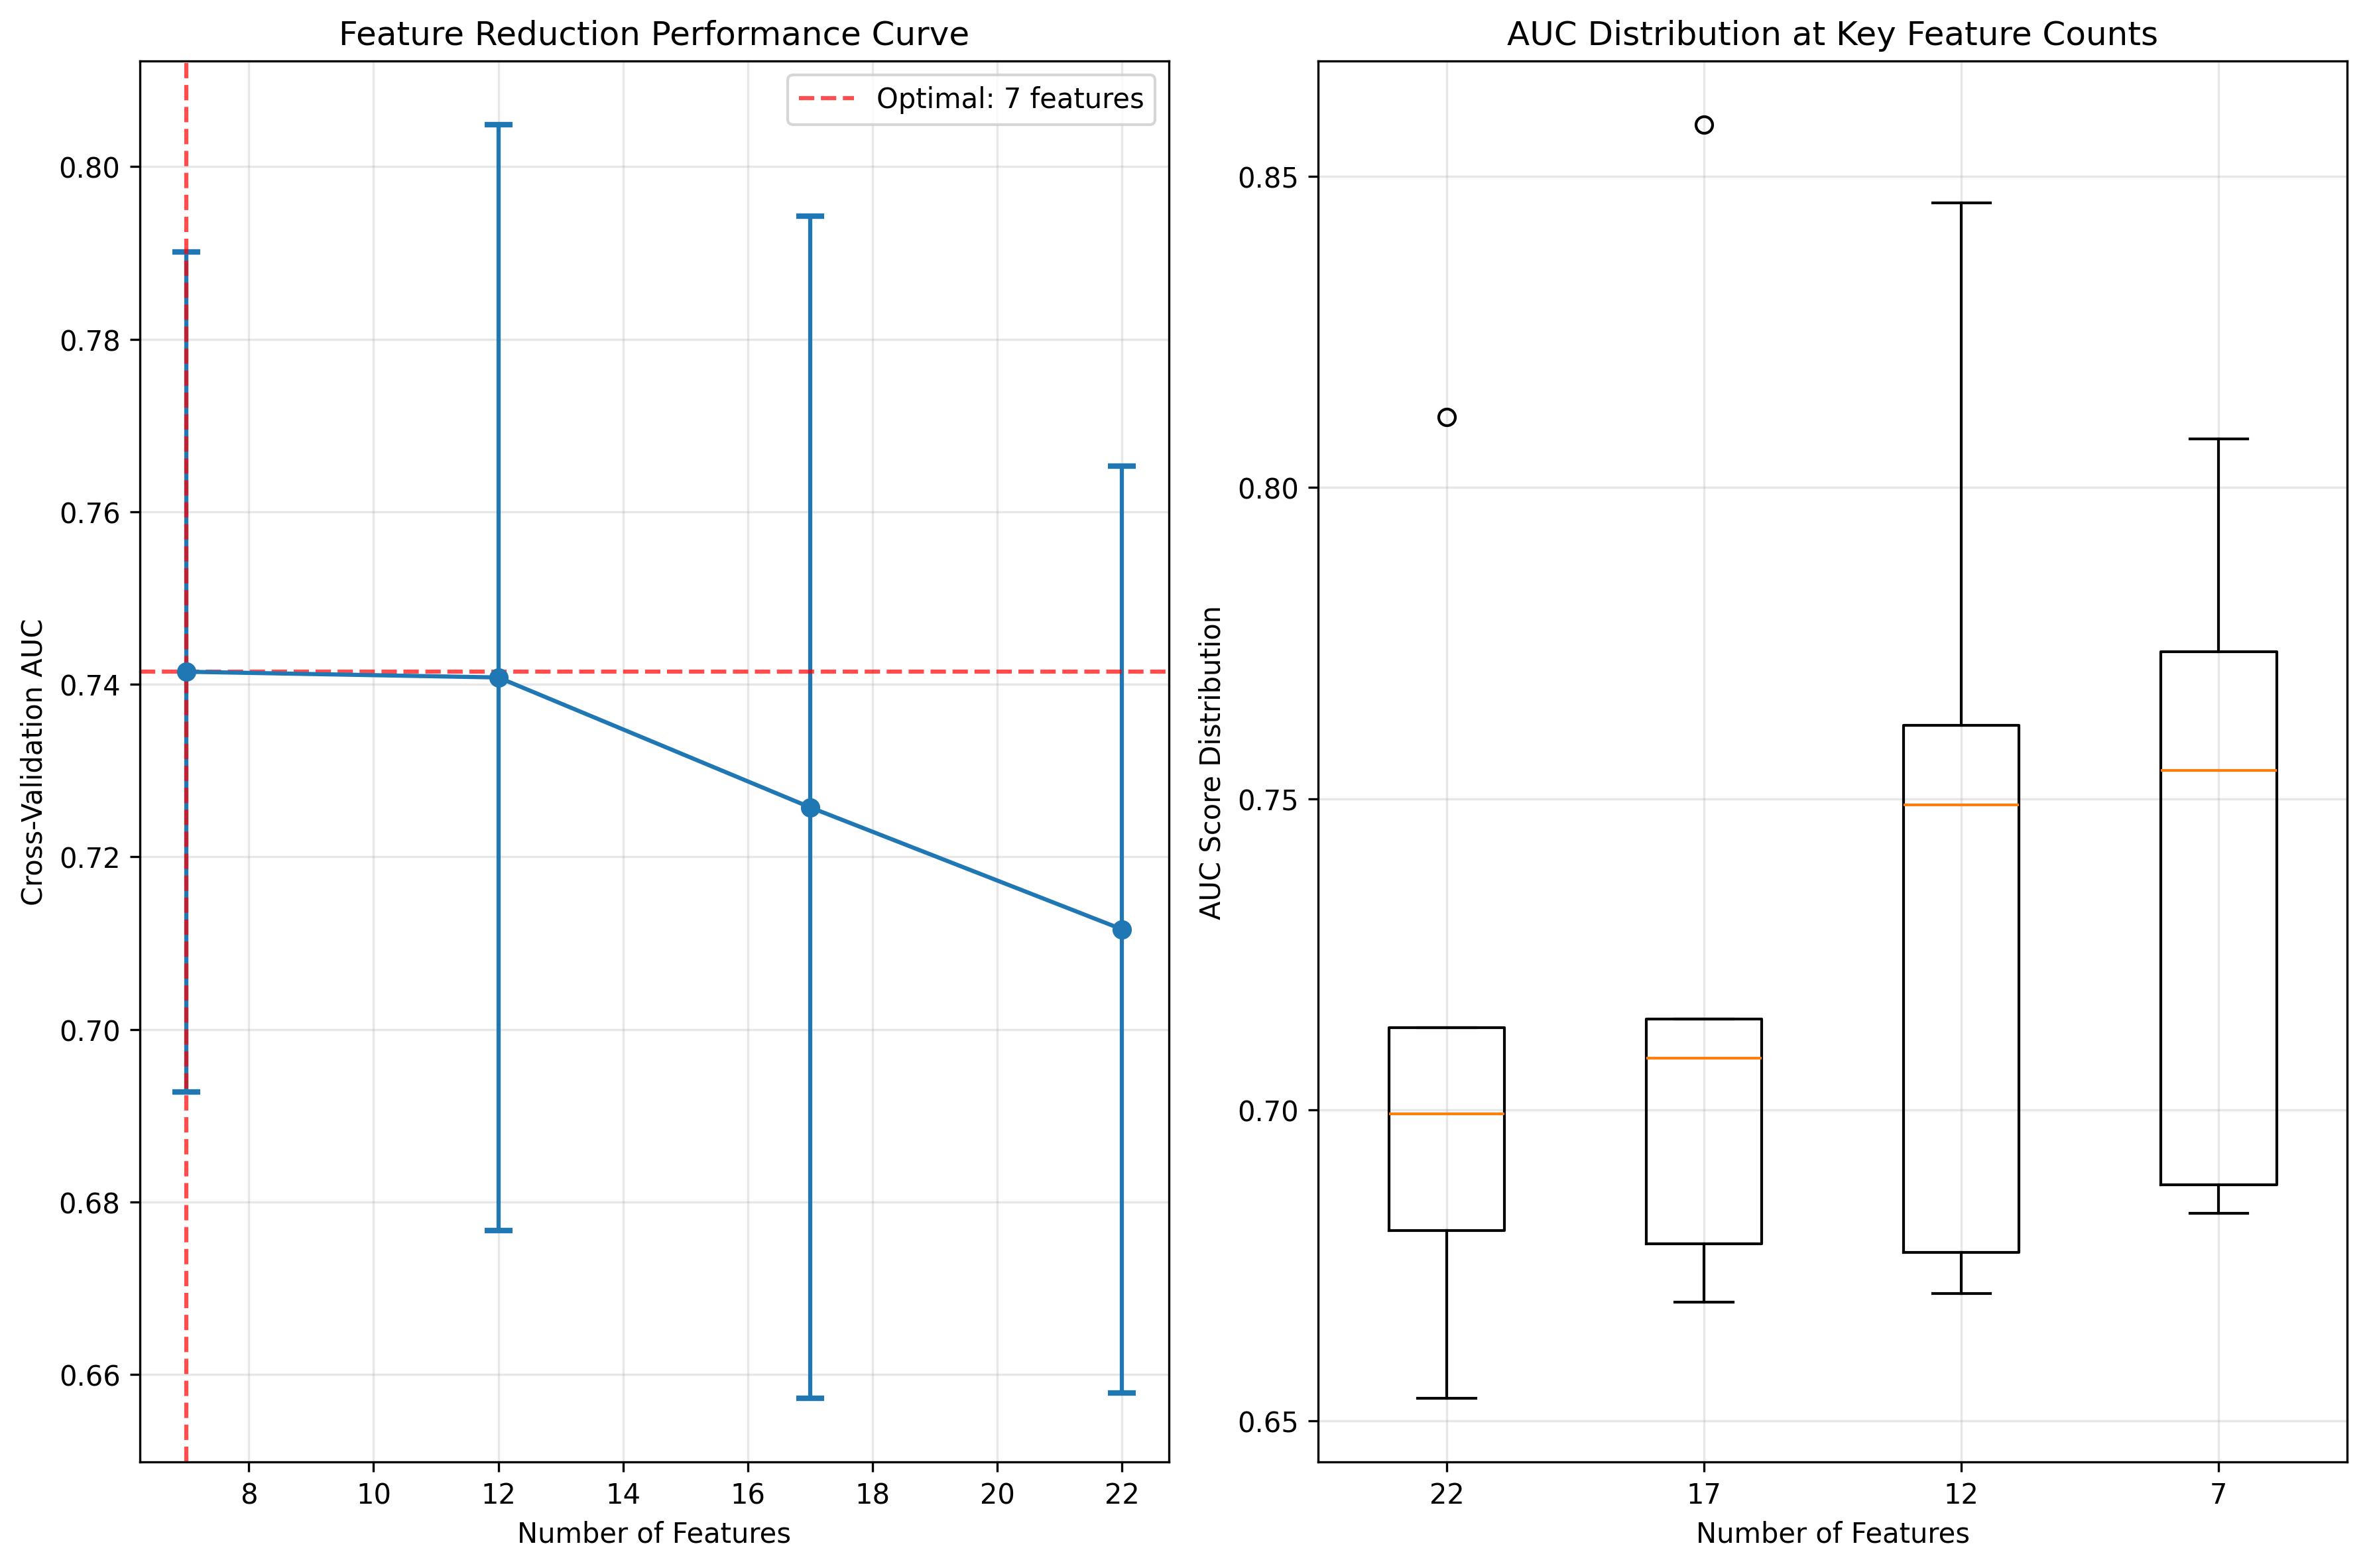 Feature Reduction Performance Curve
Optimal: 7 features
0.80
0.78
0.76
0.74
0.72
0.70
0.68
0.66
Cross-Validation AUC
8 10 12 14 16 18 20 22
Number of Features
AUC Distribution at Key Feature Counts
0.85
0.80
0.75
0.70
0.65
AUC Score Distribution
22 17 12 7
Number of Features